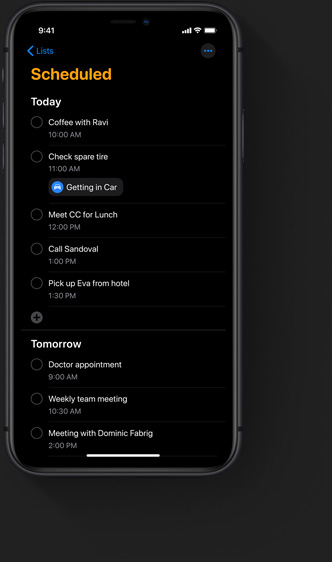 9:41
Lists
Scheduled
Today
Coffee with Ravi
10:00 AM
Check spare tire
11:00 AM
Getting in Car
Meet CC for Lunch
12:00 PM
Call Sandoval
1:00 PM
Pick up Eva from hotel
1:30 PM
Tomorrow
Doctor appointment
9:00 AM
Weekly team meeting
10:30 AM
Meeting with Dominic Fabrig
2:00 PM